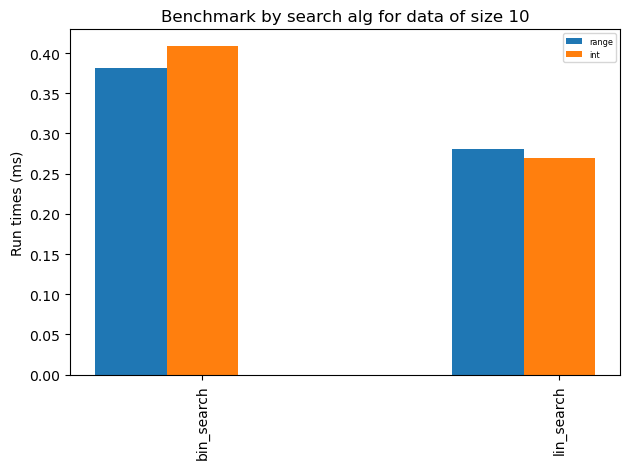 Benchmark by search alg for data of size 10
range
int
Run times (ms)
0.40
0.35
0.30
0.25
0.20
0.15
0.10
0.05
0.00
bin_search
lin_search